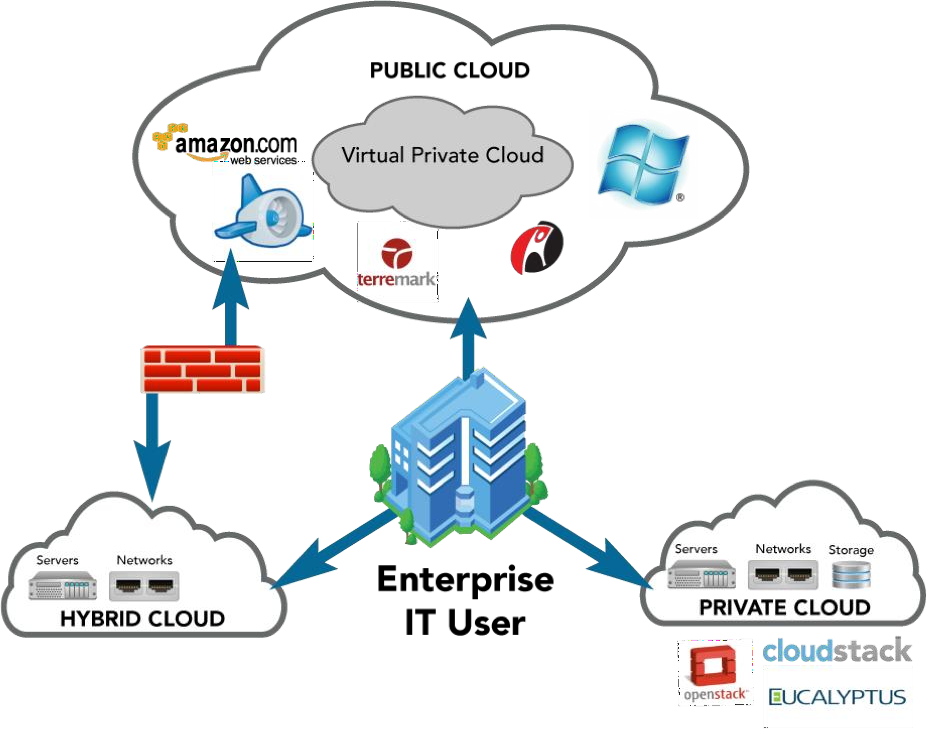 PUBLIC CLOUD
amazon.com
web services
Virtual Private Cloud
®
terremark
Servers
Networks
HYBRID CLOUD
Enterprise
IT User
Servers
Networks
Storage
PRIVATE CLOUD
openstack
cloudstack
EUCALYPTUS